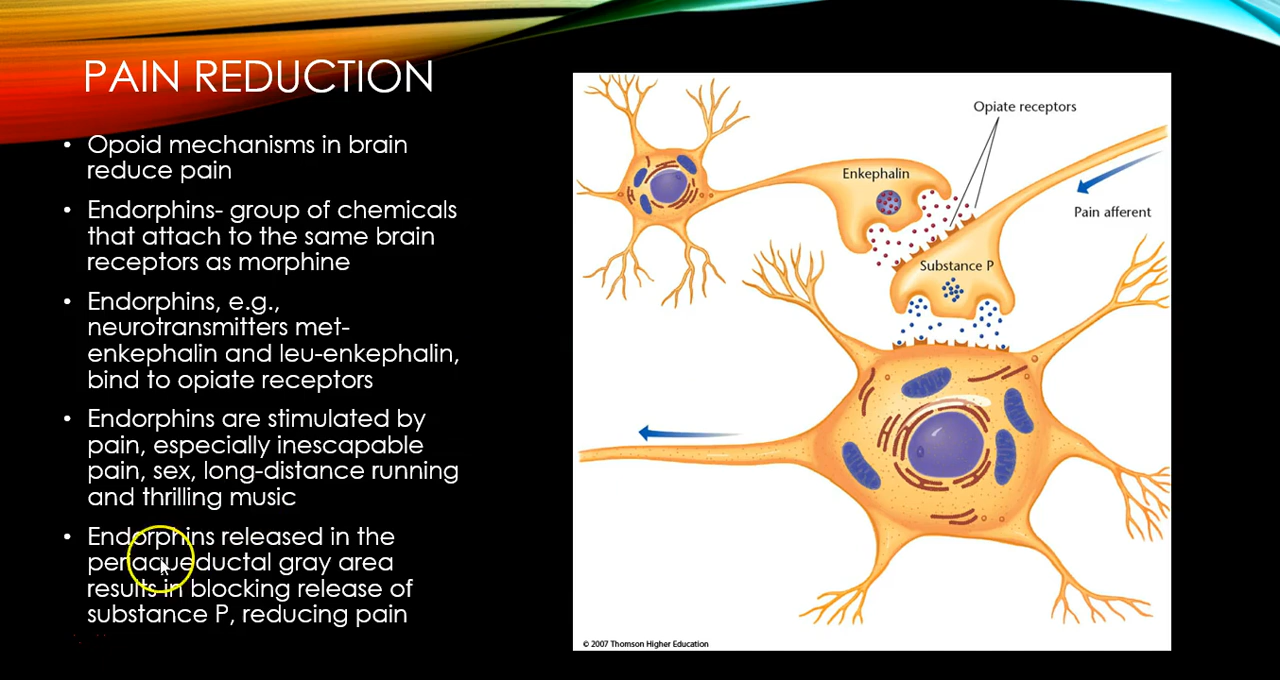 PAIN REDUCTION
• Opoid mechanisms in brain
reduce pain
• Endorphins- group of chemicals
that attach to the same brain
receptors as morphine
• Endorphins, e.g.,
neurotransmitters met-
enkephalin and leu-enkephalin,
bind to opiate receptors
• Endorphins are stimulated by
pain, especially inescapable
pain, sex, long-distance running
and thrilling music
• Endorphins released in the
periaqueductal gray area
results in blocking release of
substance P, reducing pain
Opiate receptors
Enkephalin
Pain afferent
Substance P
© 2007 Thomson Higher Education